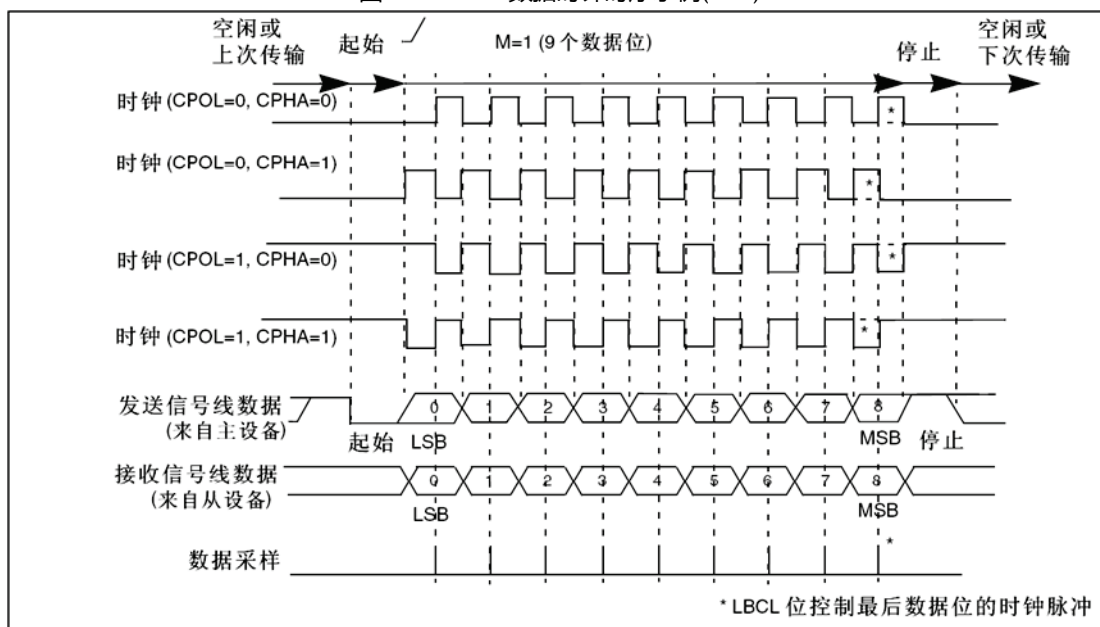 空闲或
上次传输
起始
M=1 (9 个数据位)
停止
空闲或
下次传输
时钟 (CPOL=0, CPHA=0)
*
时钟 (CPOL=0, CPHA=1)
*
时钟 (CPOL=1, CPHA=0)
*
时钟 (CPOL=1, CPHA=1)
*
发送信号线数据
(来自主设备)
0 1 2 3 4 5 6 7 8
起始
LSB
MSB
停止
接收信号线数据
(来自从设备)
0 1 2 3 4 5 6 7 8
LSB
MSB
数据采样
*
* LBCL 位控制最后数据位的时钟脉冲